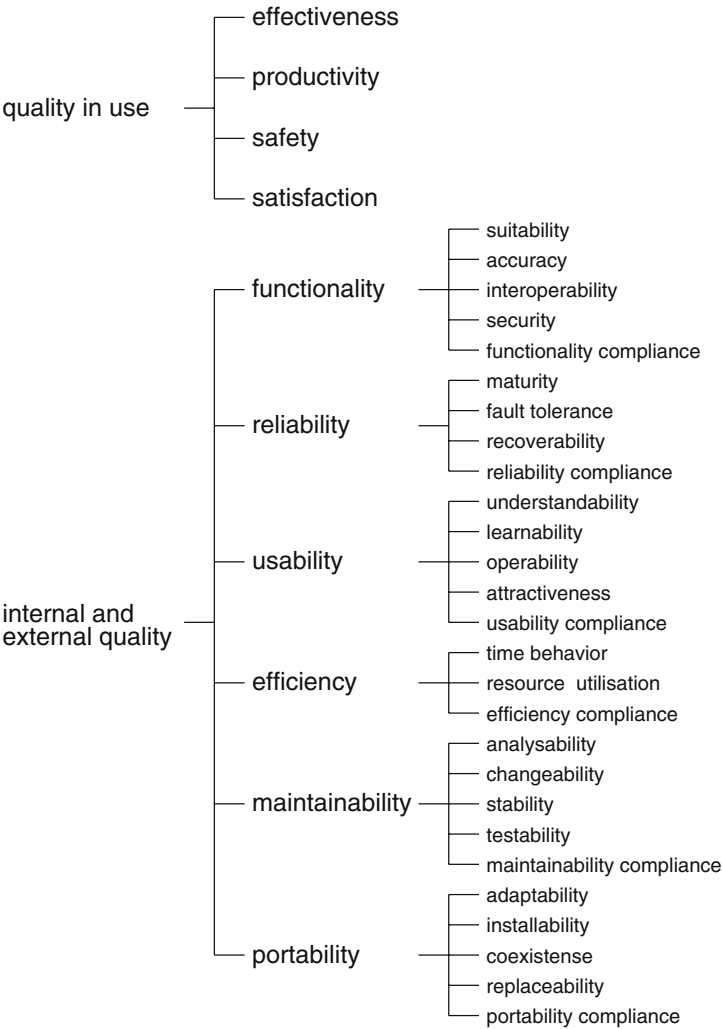 quality in use
effectiveness
productivity
safety
satisfaction
internal and
external quality
functionality
suitability
accuracy
interoperability
security
functionality compliance
reliability
maturity
fault tolerance
recoverability
reliability compliance
usability
understandability
learnability
operability
attractiveness
usability compliance
efficiency
time behavior
resource utilisation
efficiency compliance
maintainability
analysability
changeability
stability
testability
maintainability compliance
portability
adaptability
installability
coexistense
replaceability
portability compliance